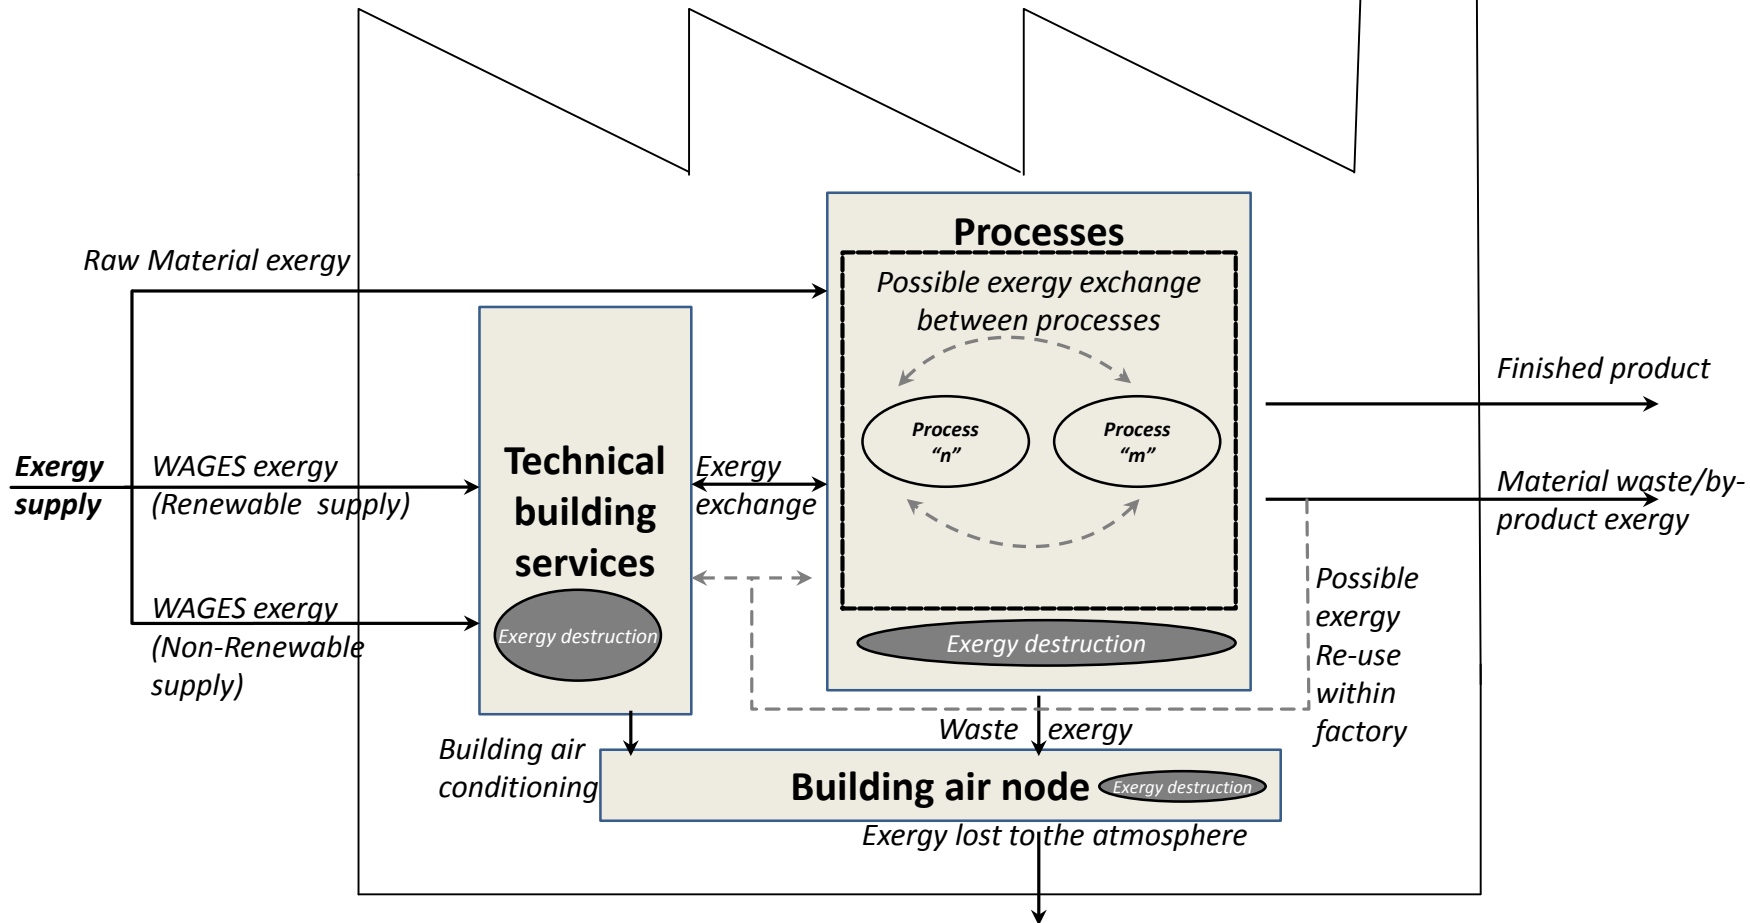 Processes
Raw Material exergy
Possible exergy exchange
between processes
Finished product
Process
“n”
Process
“m”
Exergy
supply
WAGES exergy
(Renewable supply)
Technical
building
services
Exergy
exchange
Material waste/by-
product exergy
WAGES exergy
(Non-Renewable
supply)
Exergy destruction
Exergy destruction
Possible
exergy
Re-use
within
factory
Building air
conditioning
Waste exergy
Building air node
Exergy destruction
Exergy lost to the atmosphere